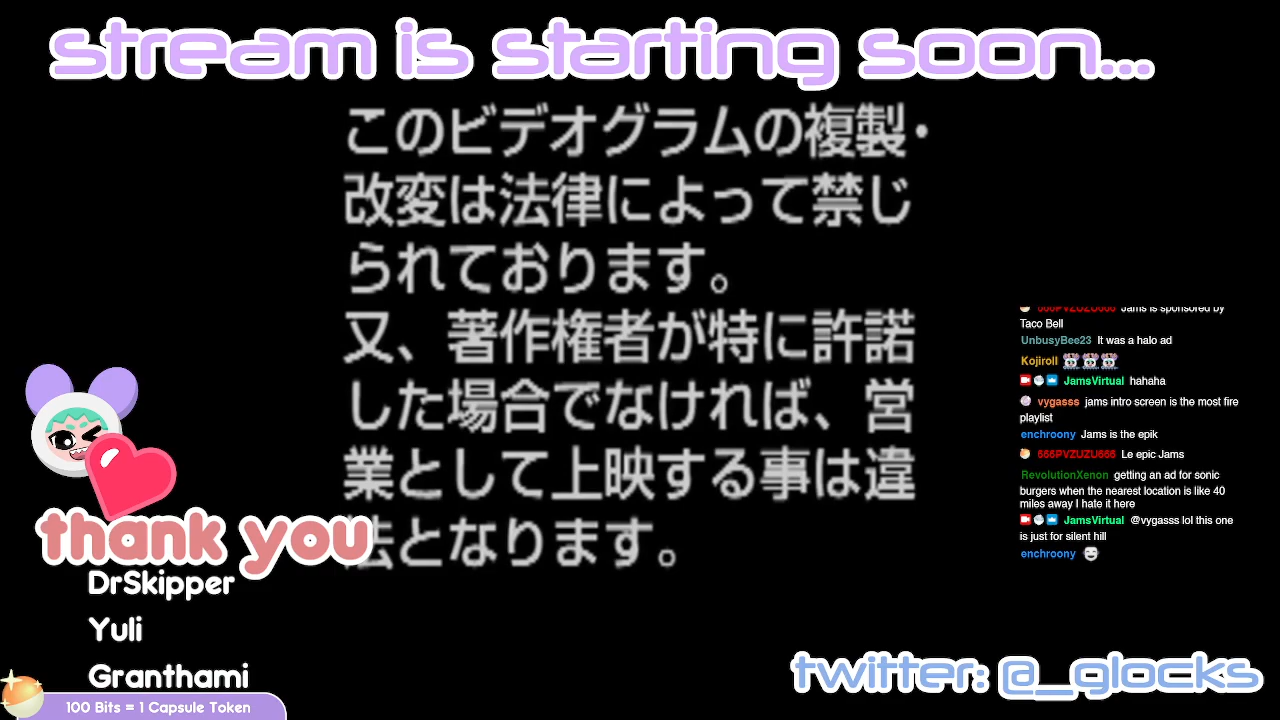 stream is starting soon...
このビデオグラムの複製・
改変は法律によって禁じ
られております。
又、著作権者が特に許諾
した場合でなければ、営
業として上映する事は違
法となります。
666PVZUZU666 Jams is sponsored by
Taco Bell
UnbusyBee23 It was a halo ad
Kojiroll
JamsVirtual hahaha
vygasss jams intro screen is the most fire
playlist
enchroony Jams is the epik
666PVZUZU666 Le epic Jams
RevolutionXenon getting an ad for sonic
burgers when the nearest location is like 40
miles away I hate it here
JamsVirtual @vygasss lol this one
is just for silent hill
enchroony
thank you
DrSkipper
Yuli
Granthami
100 Bits = 1 Capsule Token
twitter: @_glocks